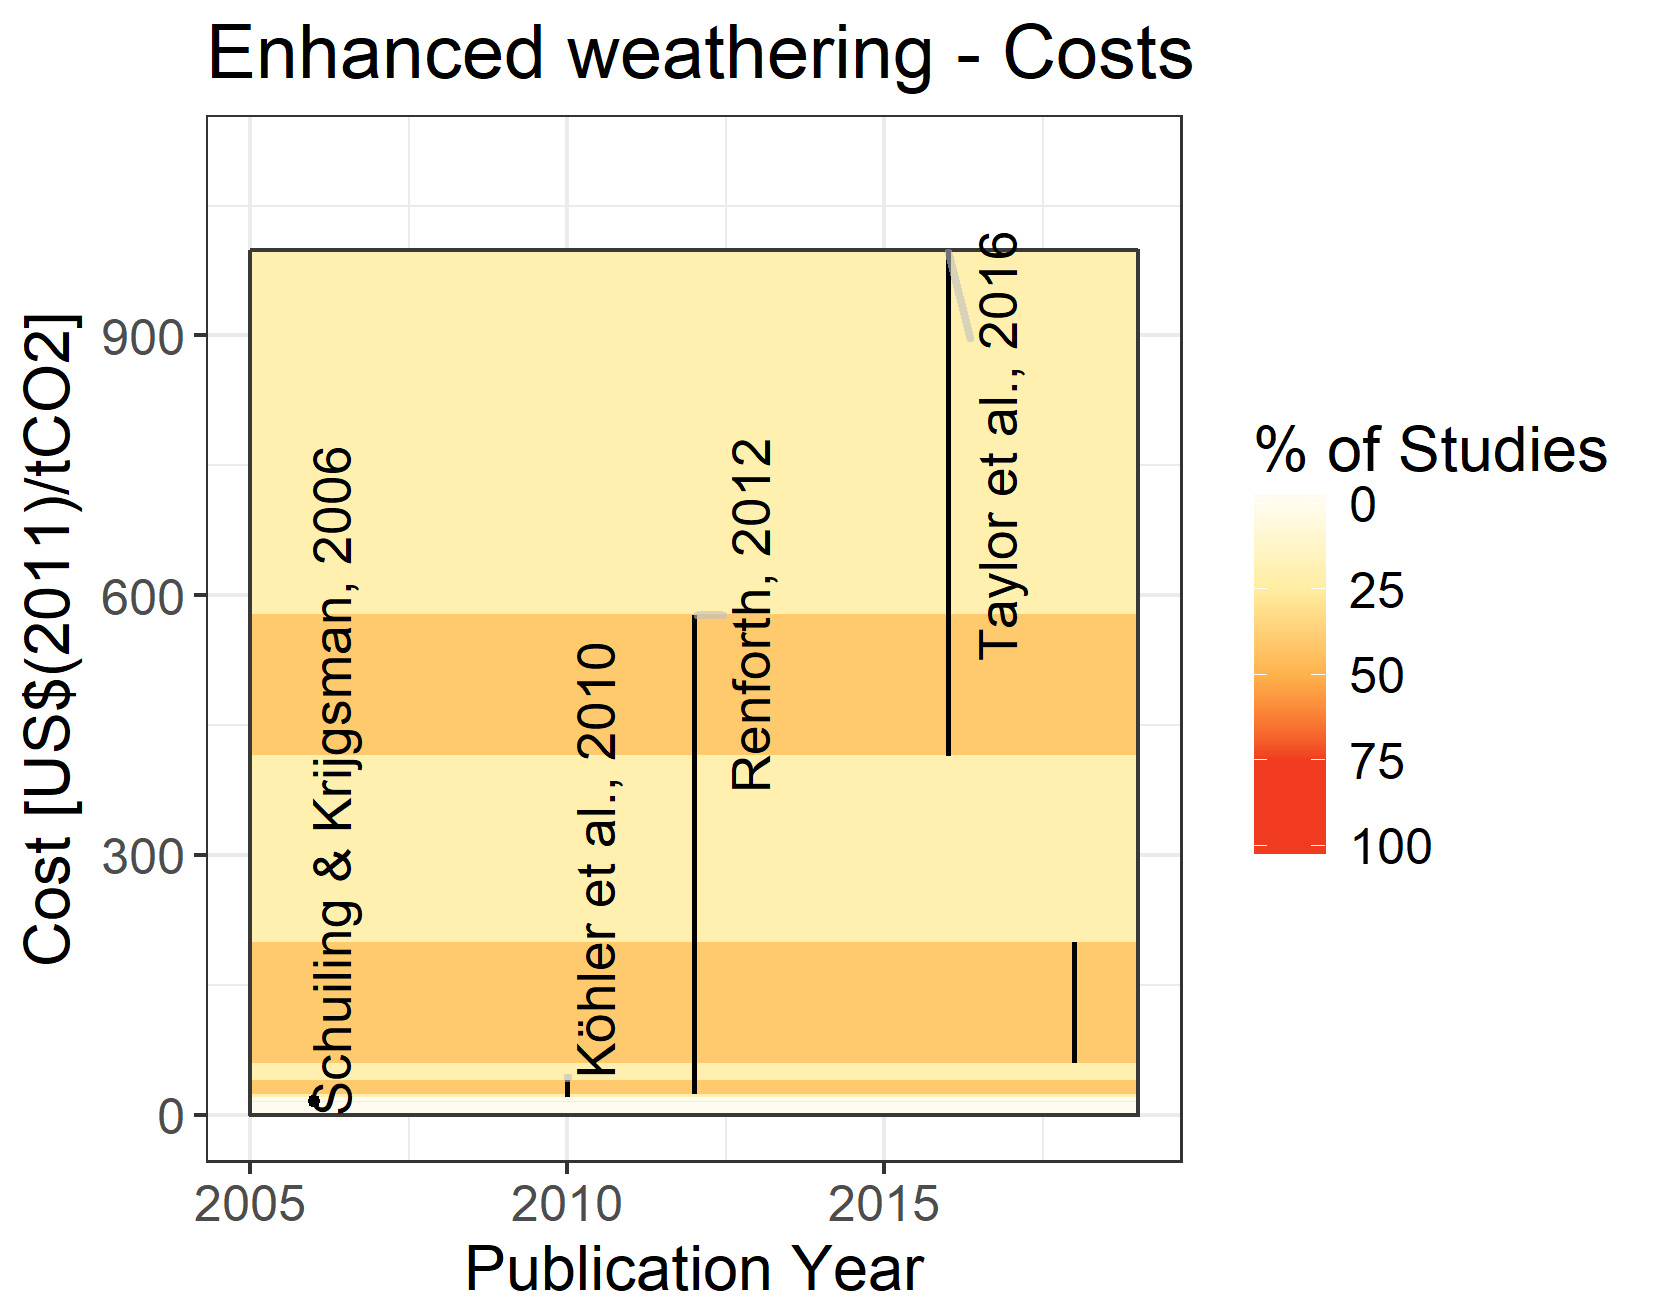 Enhanced weathering - Costs
Cost [US$(2011)/tCO2]
900
600
300
0
Schuiling & Krijgsman, 2006
Köhler et al., 2010
Renforth, 2012
Taylor et al., 2016
2005
2010
2015
Publication Year
% of Studies
0
25
50
75
100